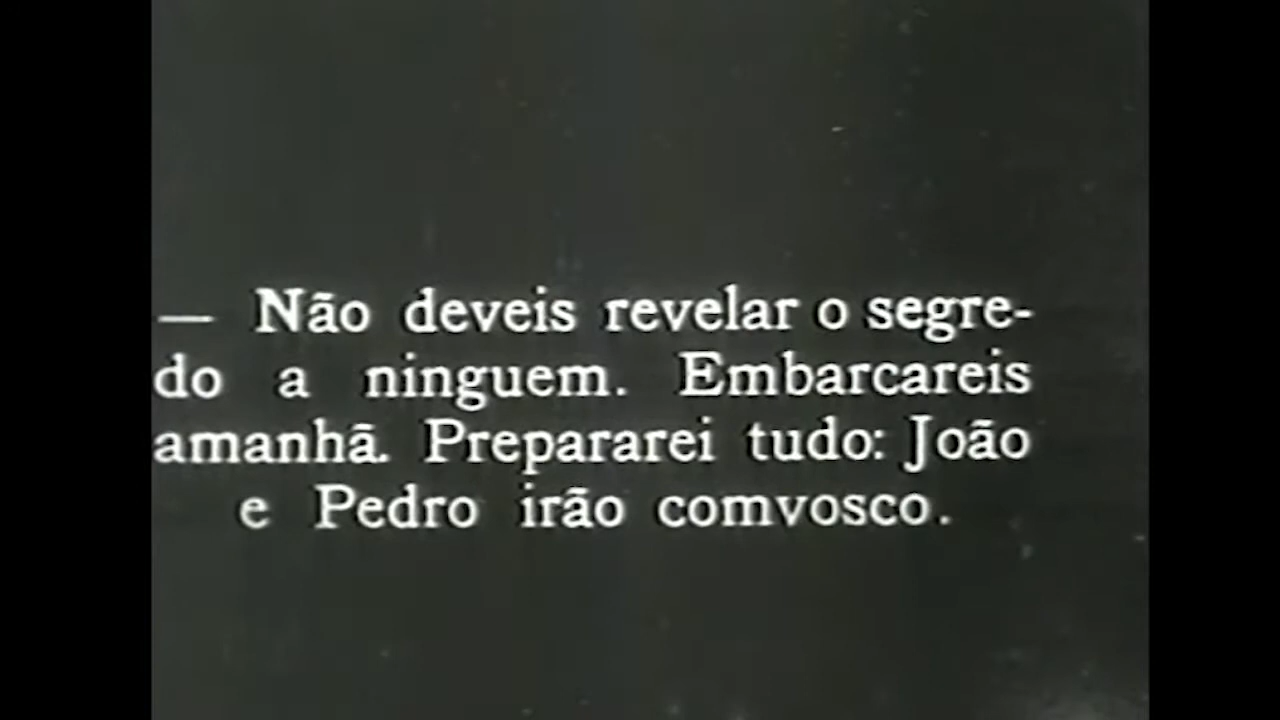 — Não deveis revelar o segre-
do a ninguem. Embarcareis
amanhã. Prepararei tudo: João
e Pedro irão comvosco.